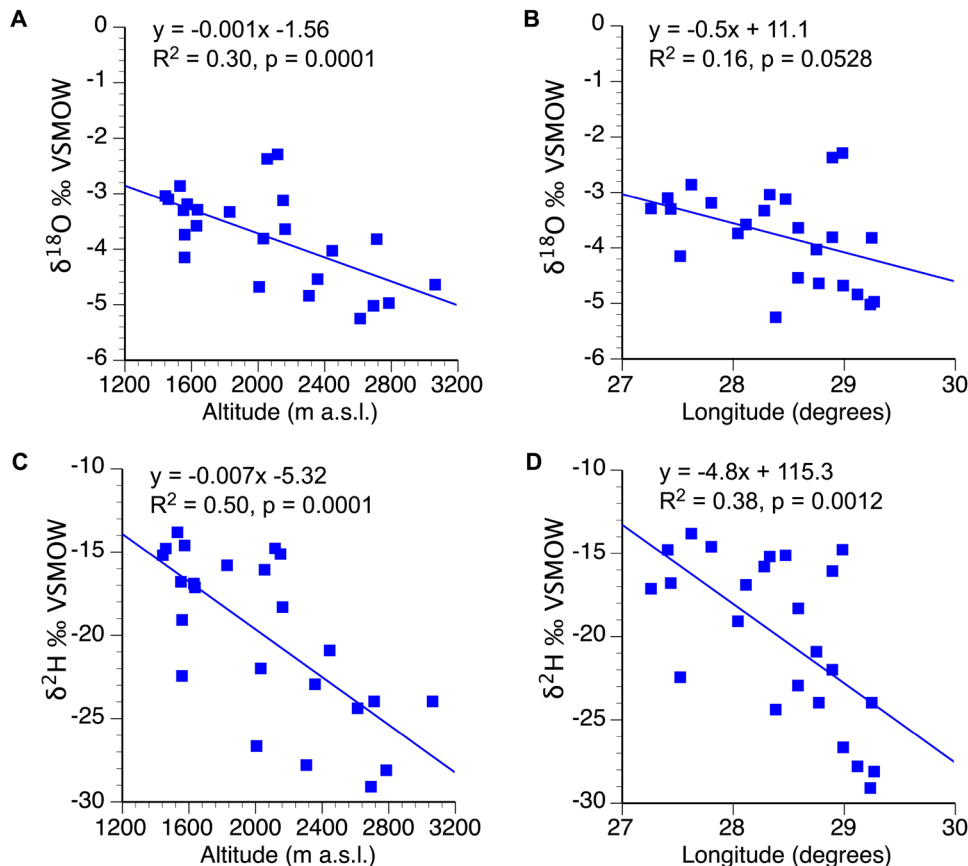 A
y = -0.001x -1.56
R² = 0.30, p = 0.0001
0
-1
-2
-3
-4
-5
-6
δ¹⁸O ‰ VSMOW
1200 1600 2000 2400 2800 3200
Altitude (m a.s.l.)
B
y = -0.5x + 11.1
R² = 0.16, p = 0.0528
0
-1
-2
-3
-4
-5
-6
δ¹⁸O ‰ VSMOW
27 28 29 30
Longitude (degrees)
C
y = -0.007x -5.32
R² = 0.50, p = 0.0001
-10
-15
-20
-25
-30
δ²H ‰ VSMOW
1200 1600 2000 2400 2800 3200
Altitude (m a.s.l.)
D
y = -4.8x + 115.3
R² = 0.38, p = 0.0012
-10
-15
-20
-25
-30
δ²H ‰ VSMOW
27 28 29 30
Longitude (degrees)